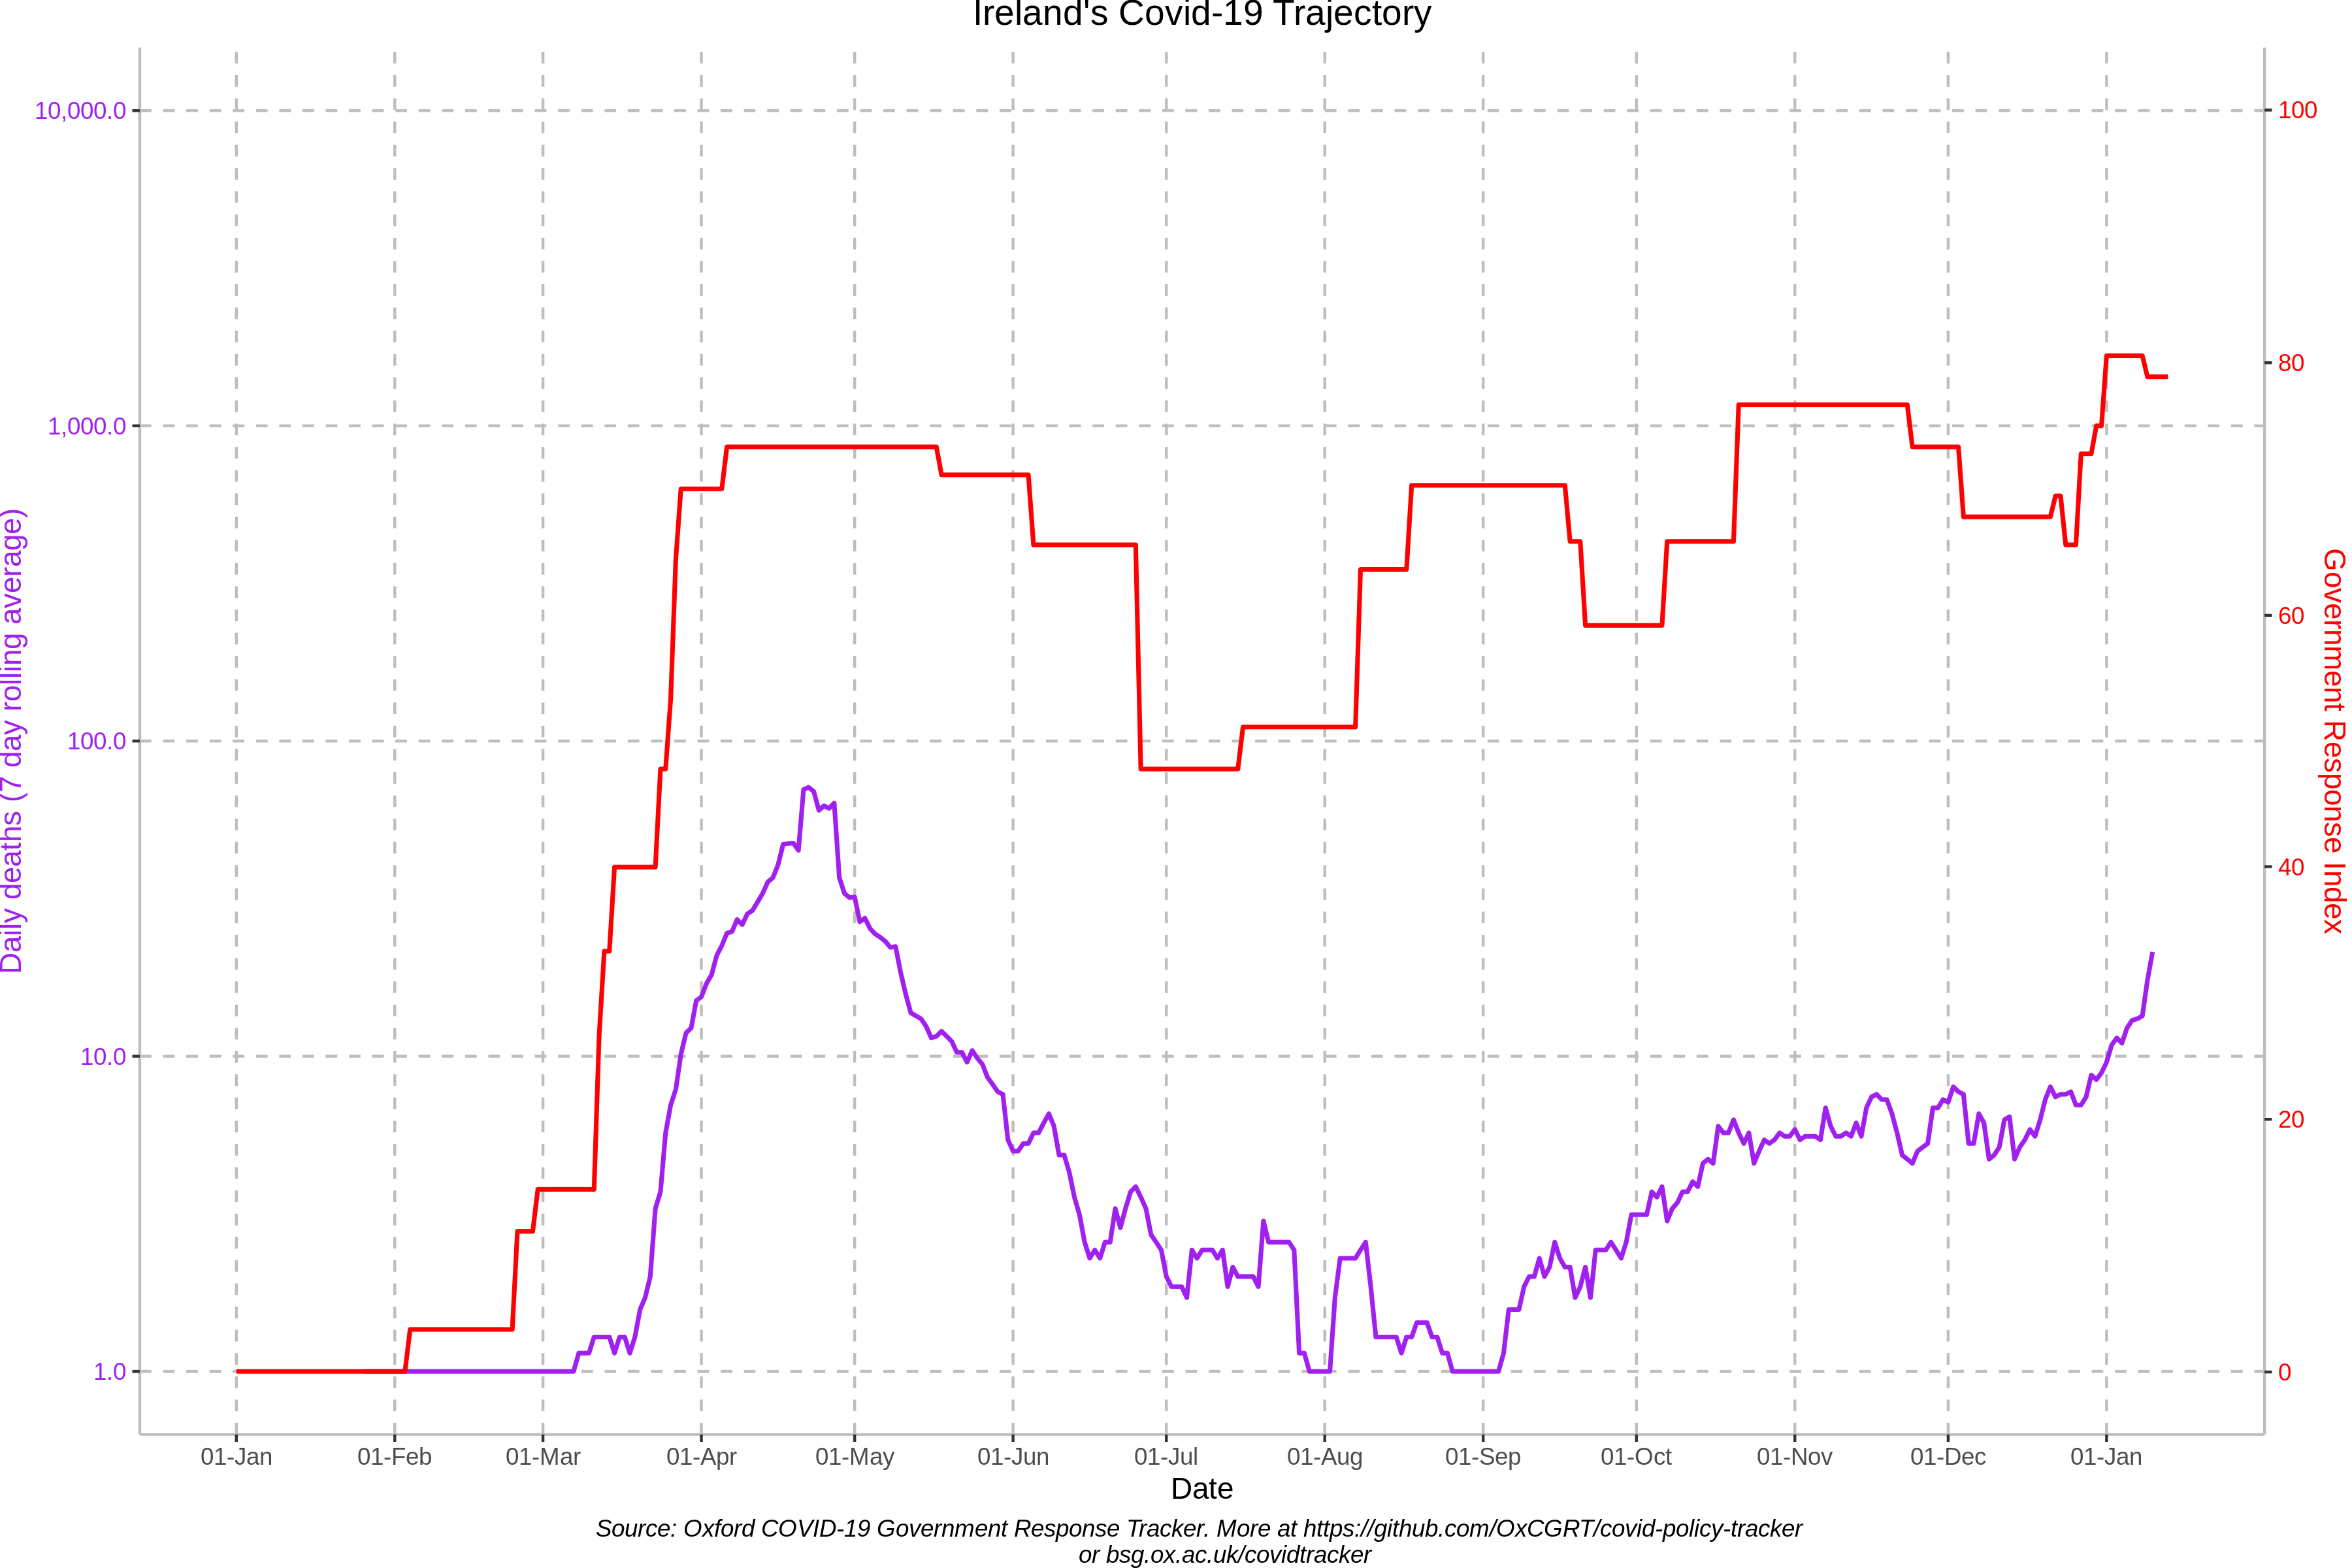 Ireland's Covid-19 Trajectory
10,000.0
1,000.0
100.0
10.0
1.0
Daily deaths (7 day rolling average)
100
80
60
40
20
0
Government Response Index
01-Jan
01-Feb
01-Mar
01-Apr
01-May
01-Jun
01-Jul
01-Aug
01-Sep
01-Oct
01-Nov
01-Dec
01-Jan
Date
Source: Oxford COVID-19 Government Response Tracker. More at https://github.com/OxCGRT/covid-policy-tracker
or bsg.ox.ac.uk/covidtracker